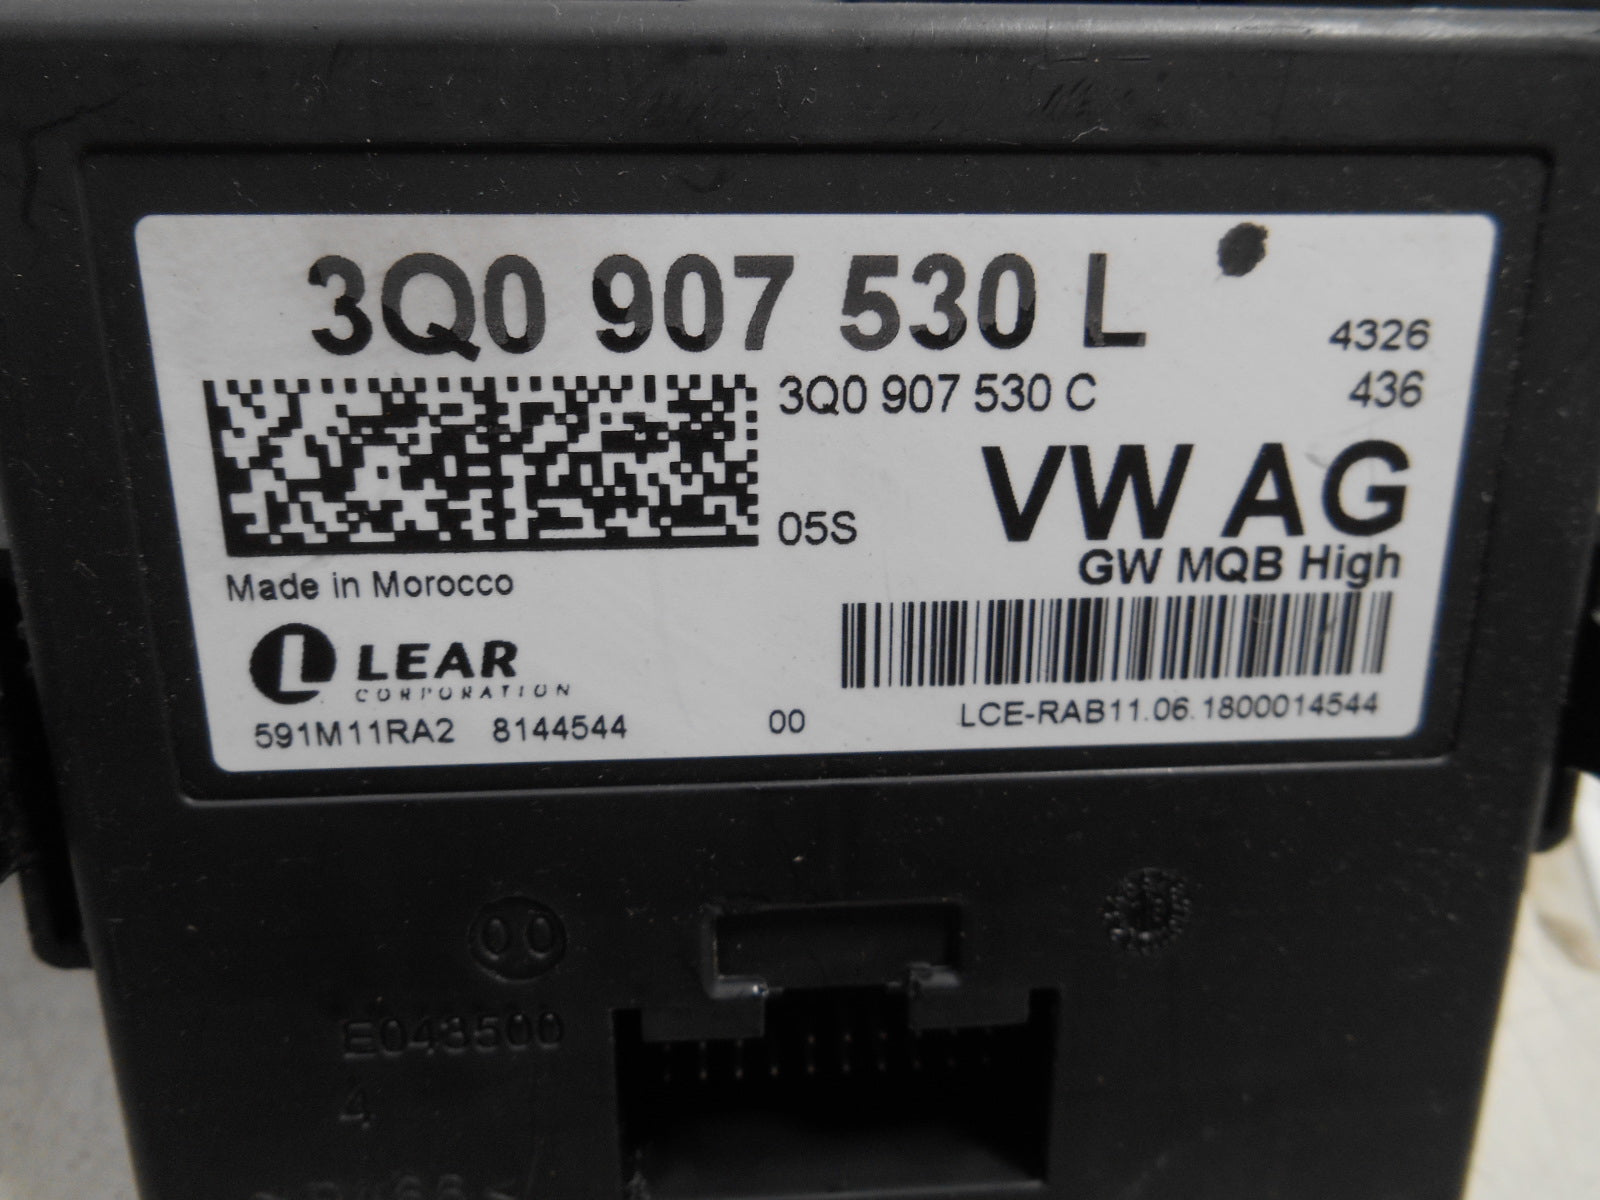 3Q0 907 530 L
4326
3Q0 907 530 C
436
VW AG
05S
GW MQB High
Made in Morocco
L LEAR
CORPORATION
LCE-RAB11.06.1800014544
591M11RA2 8144544
00
00
E043500
4